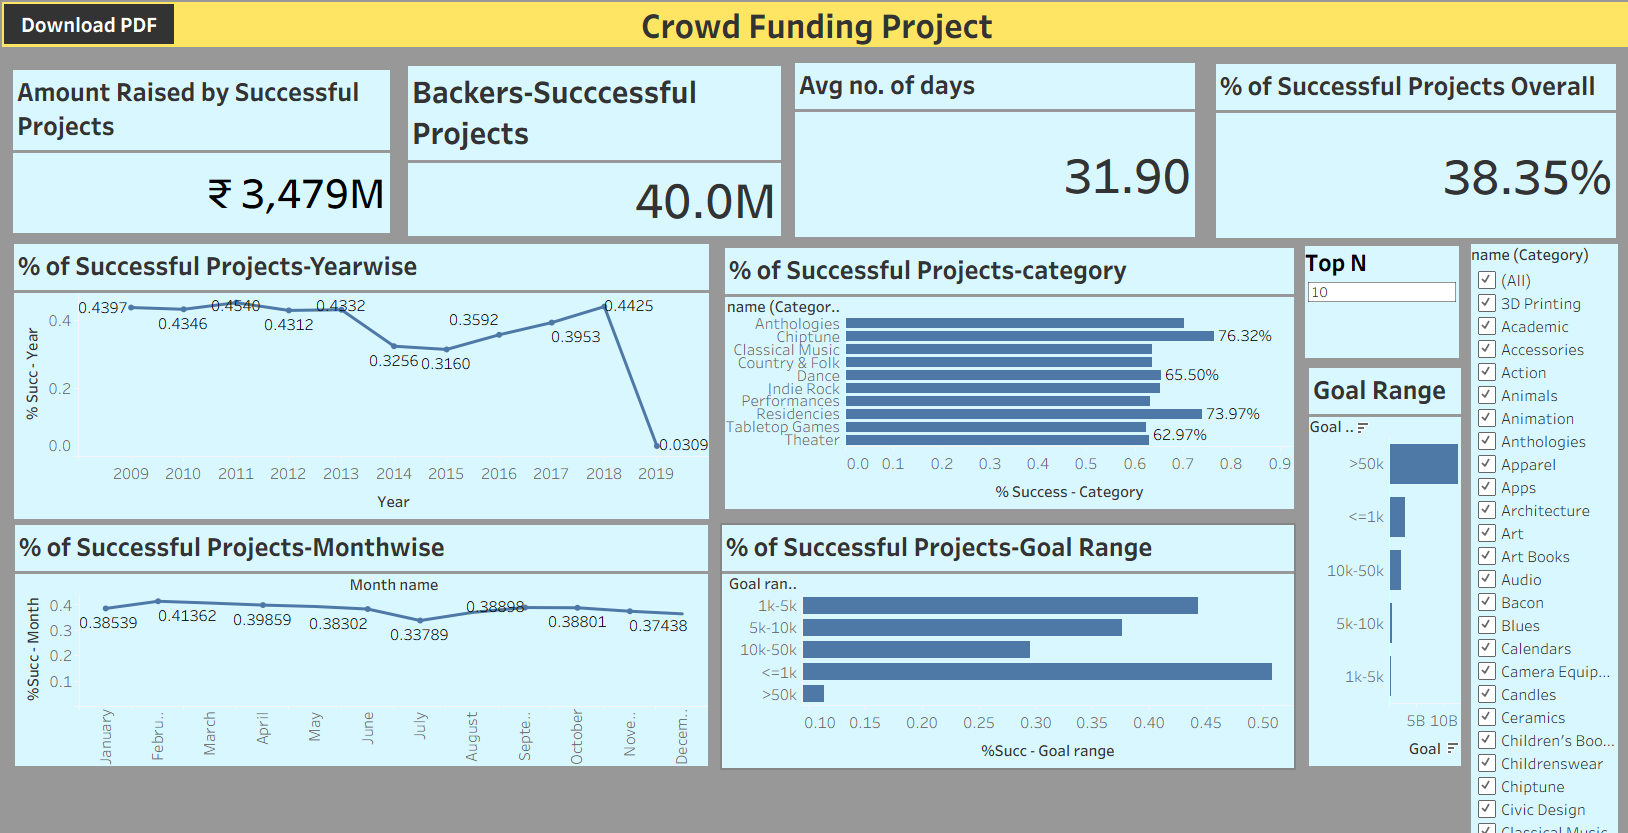 Download PDF
Crowd Funding Project
Amount Raised by Successful
Projects
₹ 3,479M
Backers-Succcessful
Projects
40.0M
Avg no. of days
31.90
% of Successful Projects Overall
38.35%
% of Successful Projects-Yearwise
% Succ - Year
0.4
0.2
0.0
0.4397
0.4346
0.4540
0.4312
0.4332
0.3256
0.3160
0.3592
0.3953
0.4425
0.0309
2009 2010 2011 2012 2013 2014 2015 2016 2017 2018 2019
Year
% of Successful Projects-category
name (Categor..
Anthologies
Chiptune 76.32%
Classical Music
Country & Folk
Dance 65.50%
Indie Rock
Performances
Residencies 73.97%
Tabletop Games
Theater 62.97%
0.0 0.1 0.2 0.3 0.4 0.5 0.6 0.7 0.8 0.9
% Success - Category
Top N
10
Goal Range
Goal ..
>50k
<=1k
10k-50k
5k-10k
1k-5k
5B 10B
Goal
name (Category)
(All)
3D Printing
Academic
Accessories
Action
Animals
Animation
Anthologies
Apparel
Apps
Architecture
Art
Art Books
Audio
Bacon
Blues
Calendars
Camera Equip...
Candles
Ceramics
Children's Boo...
Childrenswear
Chiptune
Civic Design
Classical Music
% of Successful Projects-Monthwise
Month name
%Succ - Month
0.4
0.3
0.2
0.1
0.38539
0.41362
0.39859
0.38302
0.33789
0.38898
0.38801
0.37438
January
Febru..
March
April
May
June
July
August
Septe..
October
Nove..
Decem..
% of Successful Projects-Goal Range
Goal ran..
1k-5k
5k-10k
10k-50k
<=1k
>50k
0.10 0.15 0.20 0.25 0.30 0.35 0.40 0.45 0.50
%Succ - Goal range